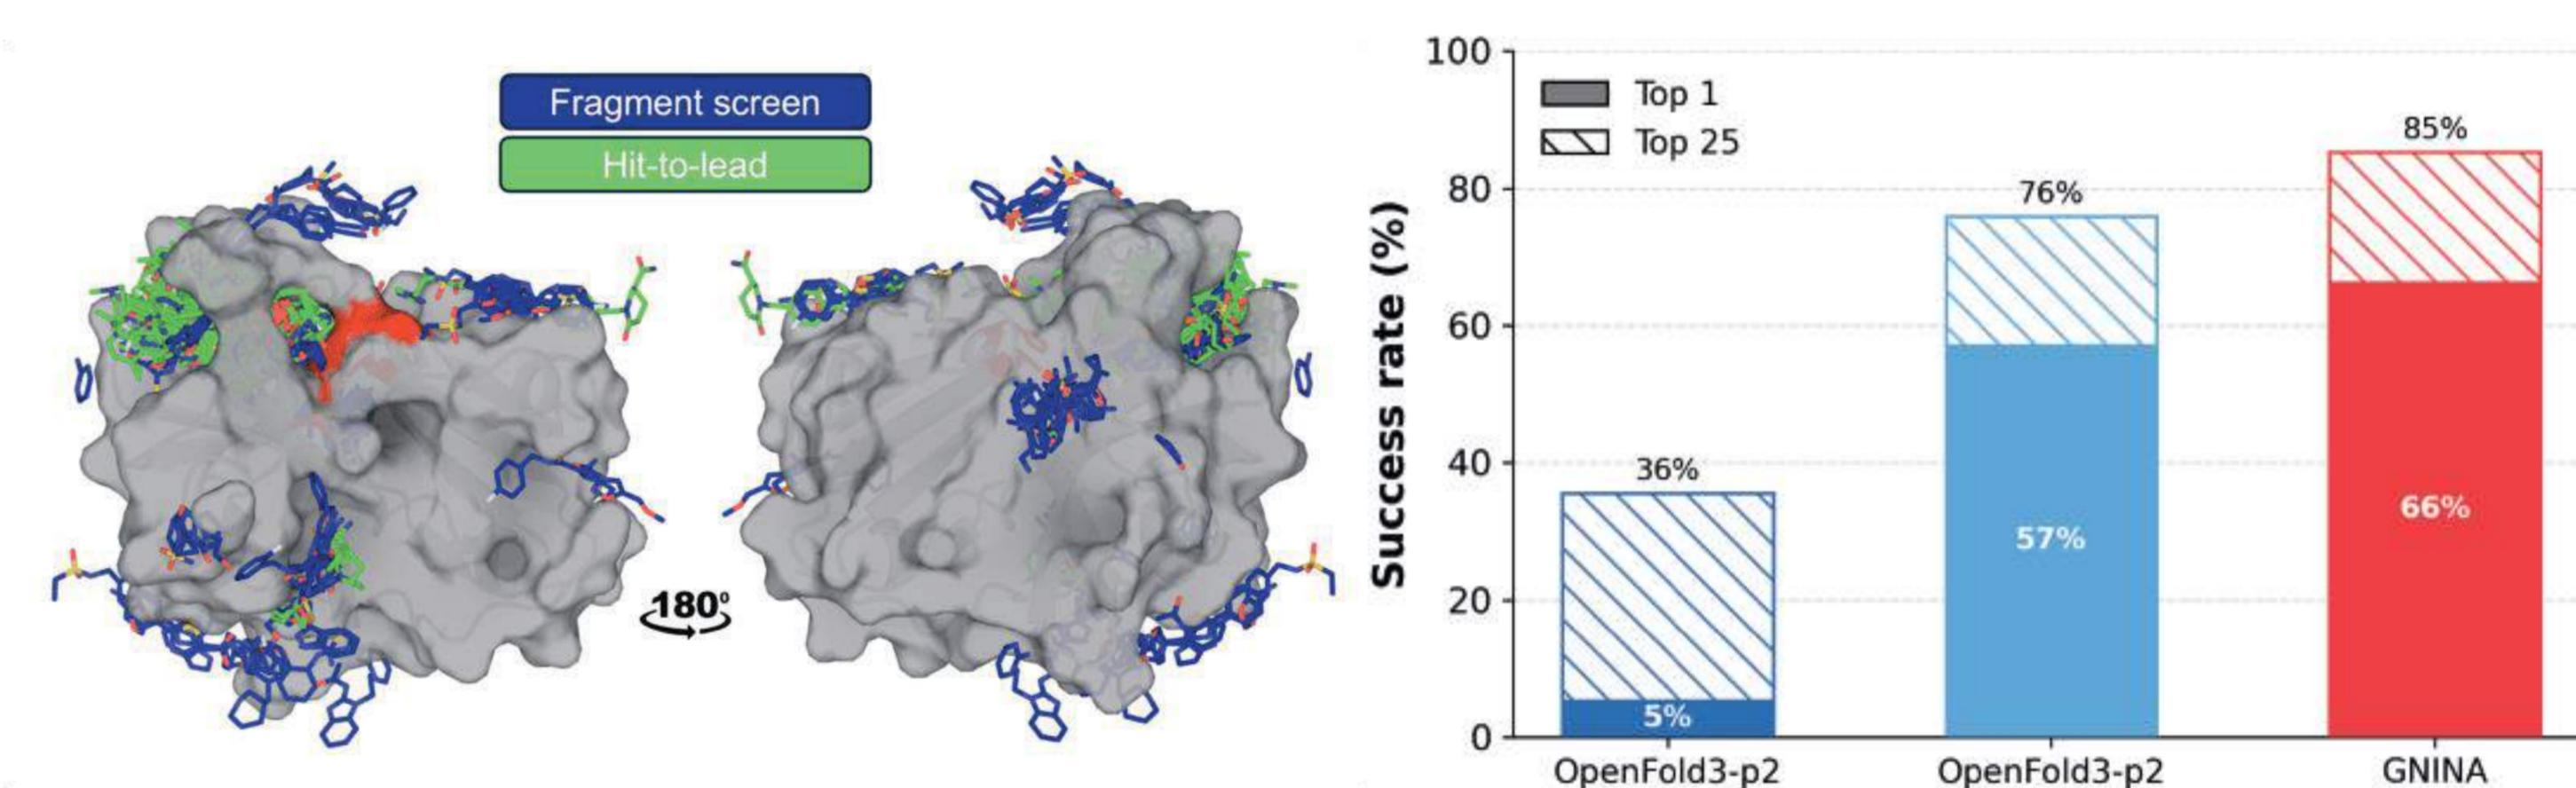 Fragment screen
Hit-to-lead
180°
Success rate (%)
100
80
60
40
20
0
Top 1
Top 25
36%
5%
76%
57%
85%
66%
OpenFold3-p2
OpenFold3-p2
GNINA